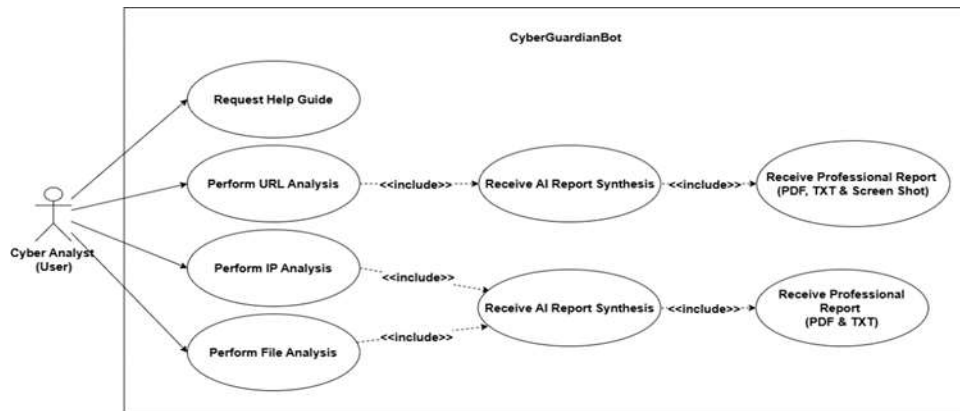 CyberGuardianBot
Request Help Guide
Perform URL Analysis
<<include>>
Receive AI Report Synthesis
<<include>>
Receive Professional Report
(PDF, TXT & Screen Shot)
Cyber Analyst
(User)
Perform IP Analysis
<<include>>
Receive AI Report Synthesis
<<include>>
Receive Professional
Report
(PDF & TXT)
Perform File Analysis
<<include>>